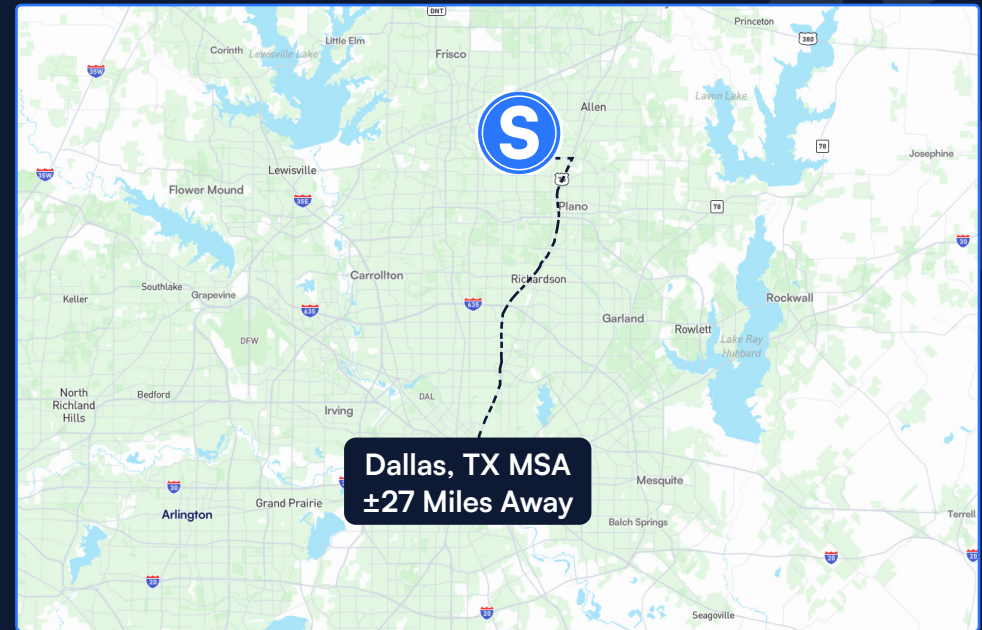 DNT
Princeton
380
Little Elm
Corinth
Lewisville Lake
Frisco
35W
Lavon Lake
Allen
S
78
Josephine
Lewisville
35W
Flower Mound
35E
Plano
78
30
Carrollton
Richardson
Southlake
Grapevine
Keller
635
635
Rockwall
Garland
Rowlett
Lake Ray
Hubbard
DFW
North
Richland
Hills
Bedford
DAL
Irving
Dallas, TX MSA
±27 Miles Away
Mesquite
30
Grand Prairie
Arlington
Balch Springs
Terrell
20
20
20
20
Seagoville